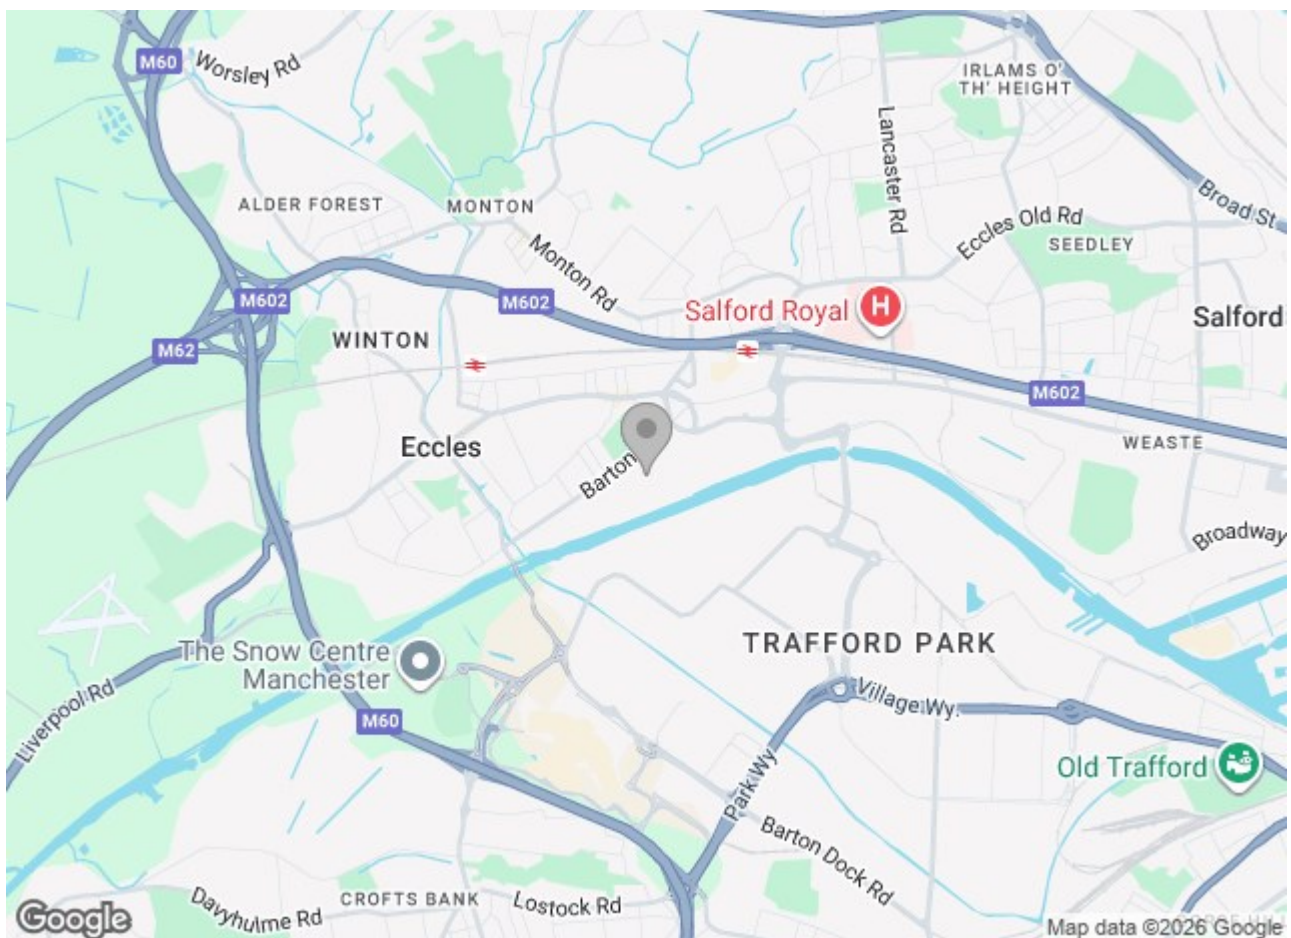 M60
Worsley Rd
IRLAMS O'
TH' HEIGHT
Lancaster Rd
Broad St
ALDER FOREST
MONTON
Eccles Old Rd
SEEDLEY
Monton Rd
M602
M602
Salford Royal
H
Salford
WINTON
M62
M602
Eccles
WEASTE
Barton
Broadway
TRAFFORD PARK
The Snow Centre
Manchester
Liverpool Rd
M60
Village Wy.
Old Trafford
Park Wy
Barton Dock Rd
CROFTS BANK
Lostock Rd
Davyhulme Rd
Google
Map data ©2026 Google